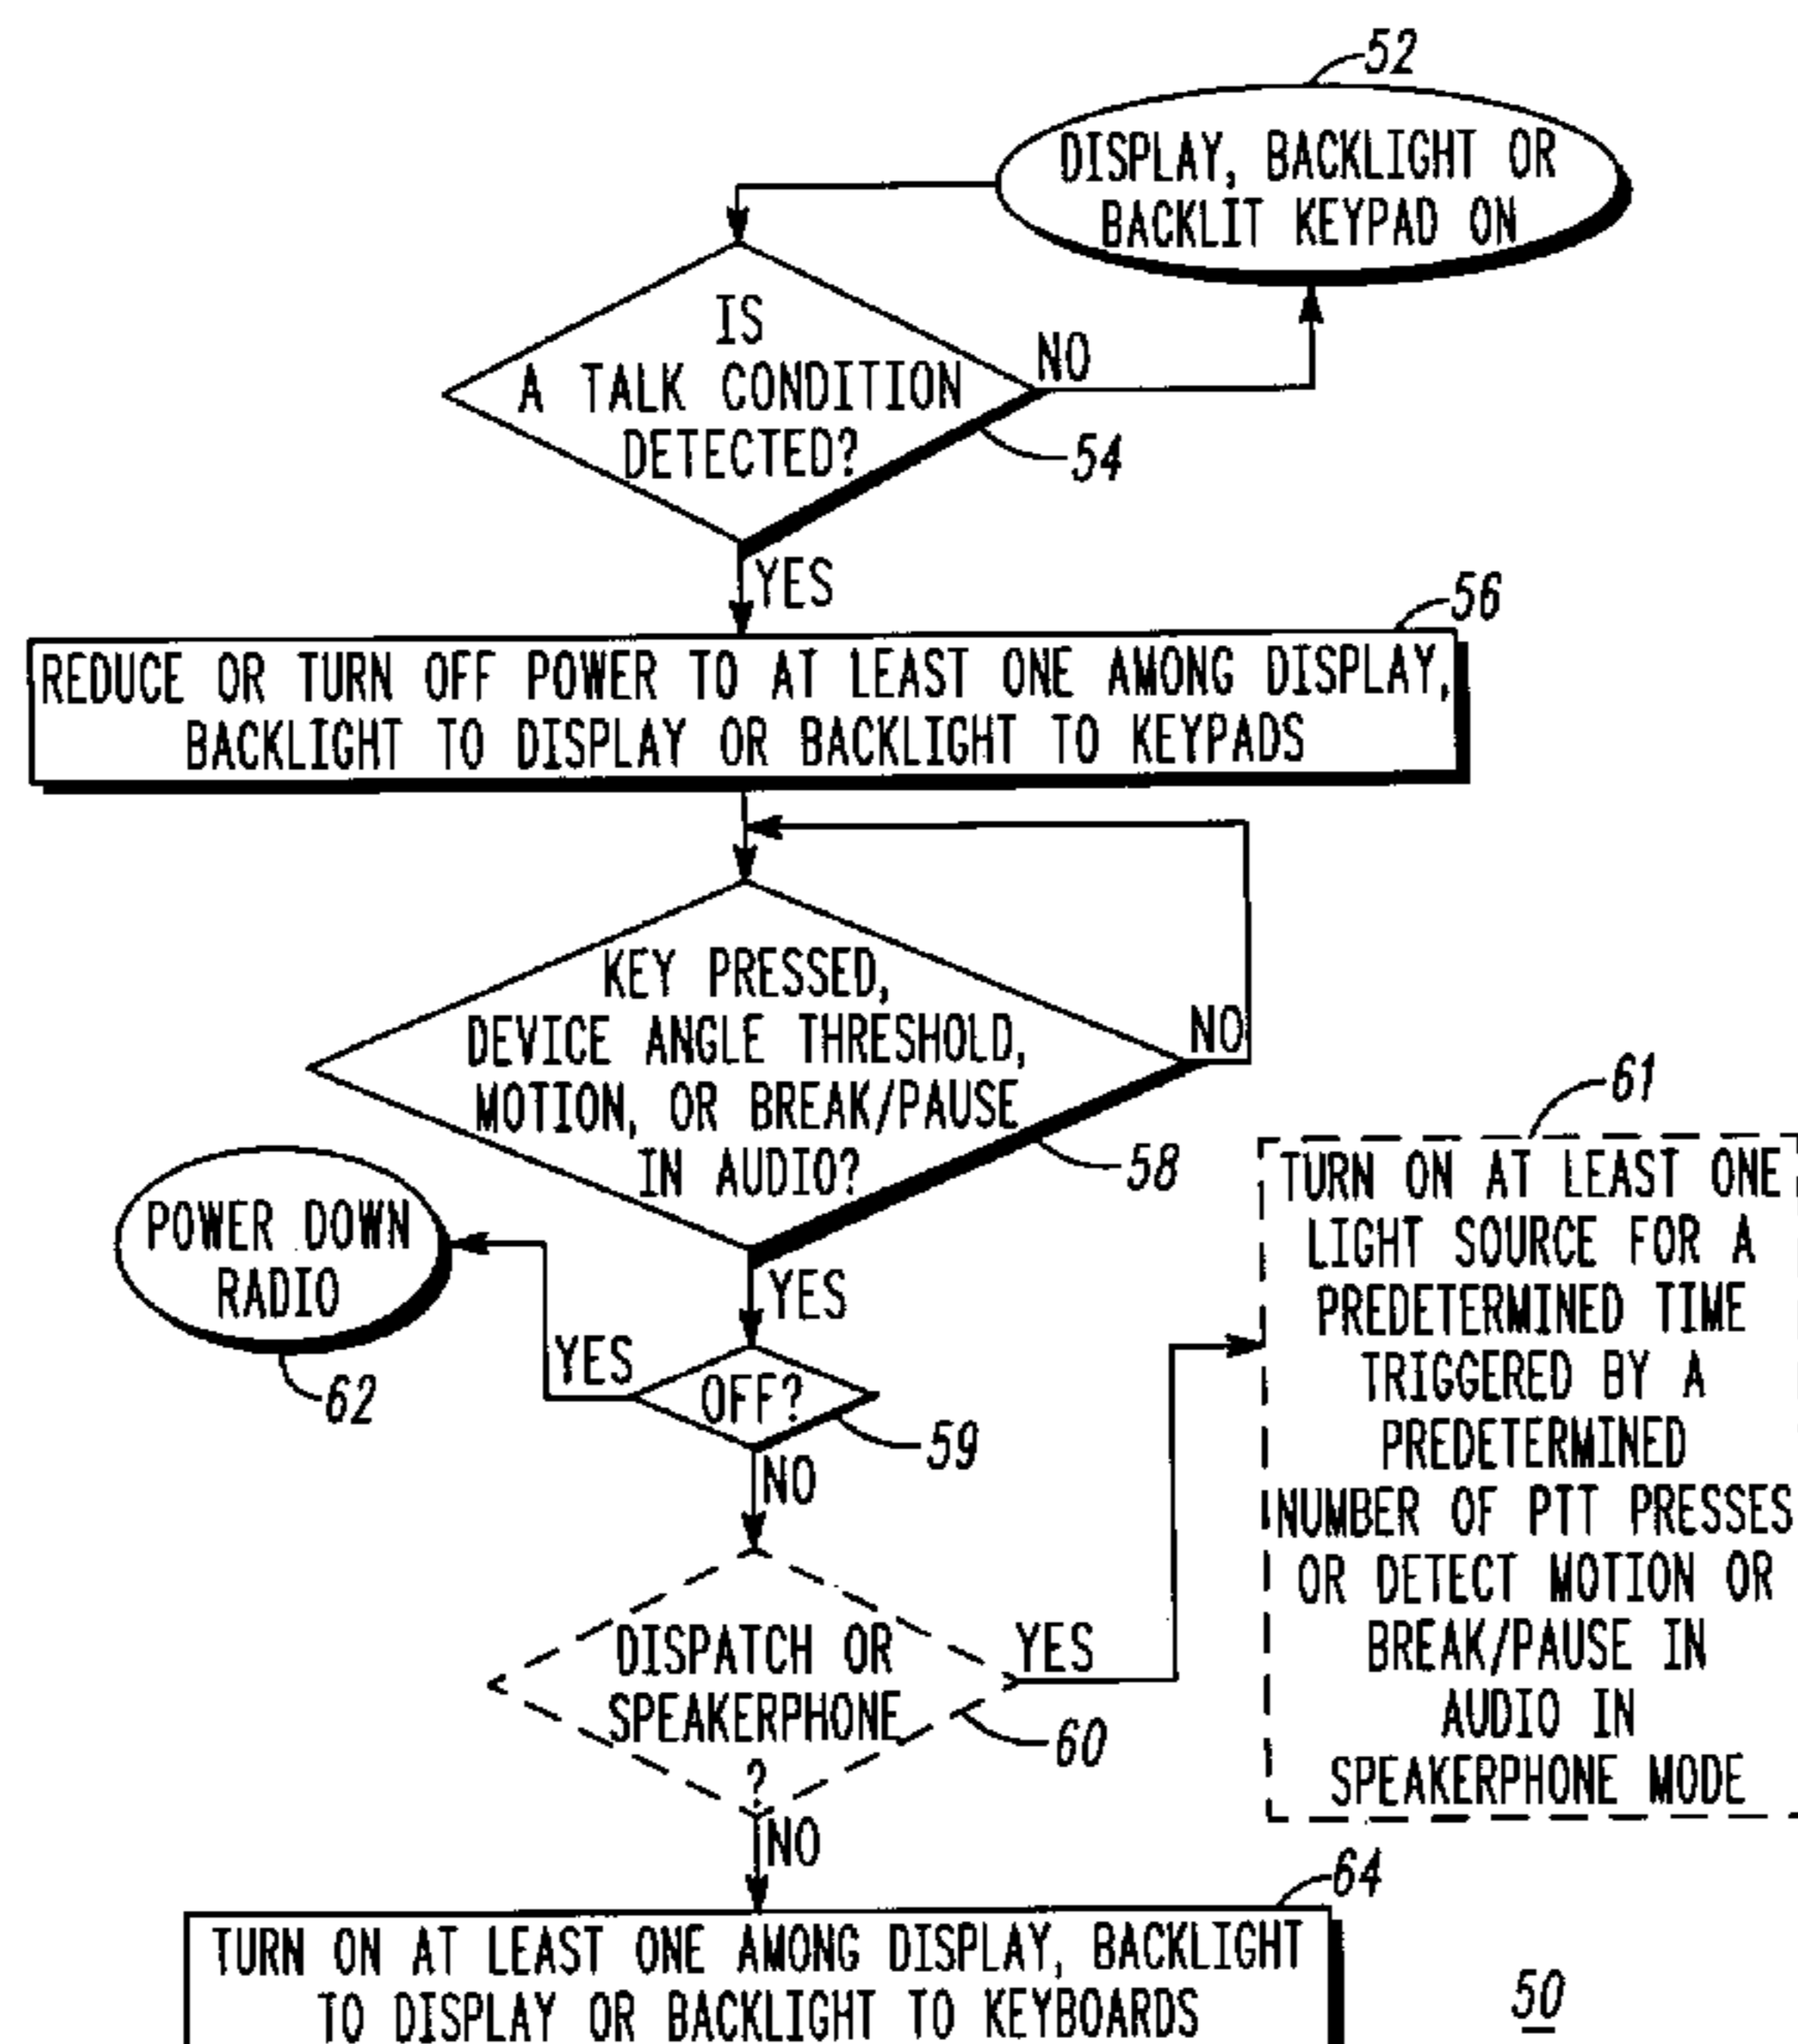 52
DISPLAY, BACKLIGHT OR
BACKLIT KEYPAD ON
IS
A TALK CONDITION
DETECTED?
NO
54
YES
56
REDUCE OR TURN OFF POWER TO AT LEAST ONE AMONG DISPLAY,
BACKLIGHT TO DISPLAY OR BACKLIGHT TO KEYPADS
KEY PRESSED,
DEVICE ANGLE THRESHOLD,
MOTION, OR BREAK/PAUSE
IN AUDIO?
NO
58
YES
POWER DOWN
RADIO
62
YES
OFF?
59
NO
DISPATCH OR
SPEAKERPHONE
?
YES
60
NO
61
TURN ON AT LEAST ONE
LIGHT SOURCE FOR A
PREDETERMINED TIME
TRIGGERED BY A
PREDETERMINED
NUMBER OF PTT PRESSES
OR DETECT MOTION OR
BREAK/PAUSE IN
AUDIO IN
SPEAKERPHONE MODE
64
TURN ON AT LEAST ONE AMONG DISPLAY, BACKLIGHT
TO DISPLAY OR BACKLIGHT TO KEYBOARDS
50